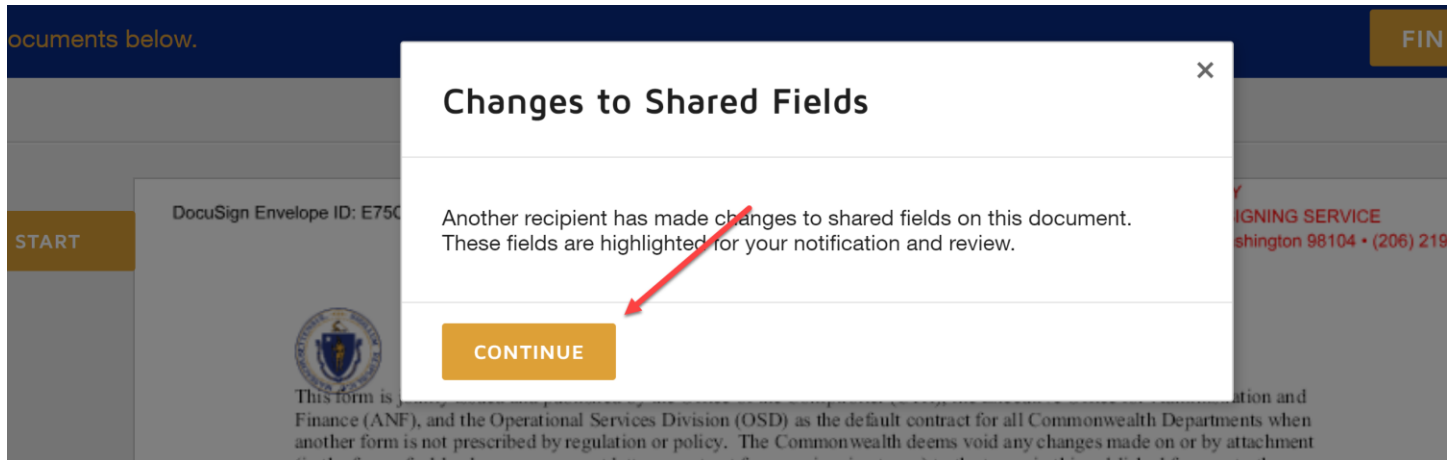 ocuments below.
FIN
Changes to Shared Fields
DocuSign Envelope ID: E75
IGNING SERVICE
shington 98104 • (206) 219
START
Another recipient has made changes to shared fields on this document.
These fields are highlighted for your notification and review.
CONTINUE
This form is
ation and
Finance (ANF), and the Operational Services Division (OSD) as the default contract for all Commonwealth Departments when
another form is not prescribed by regulation or policy. The Commonwealth deems void any changes made on or by attachment